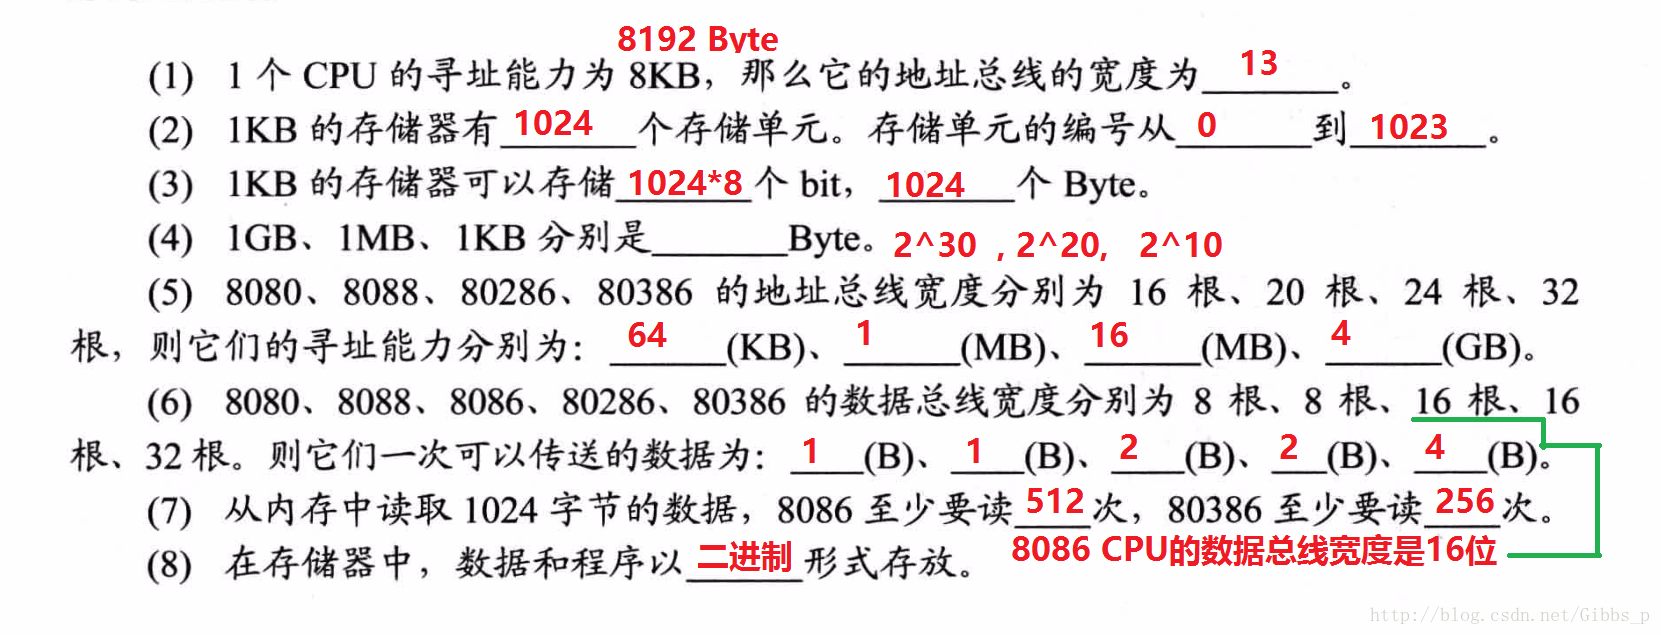 8192 Byte
(1) 1 个 CPU 的寻址能力为 8KB，那么它的地址总线的宽度为 13 。
(2) 1KB 的存储器有 1024 个存储单元。存储单元的编号从 0 到 1023 。
(3) 1KB 的存储器可以存储 1024*8 个 bit， 1024 个 Byte。
(4) 1GB、1MB、1KB 分别是________Byte。 2^30 , 2^20, 2^10
(5) 8080、8088、80286、80386 的地址总线宽度分别为 16 根、20 根、24 根、32
根，则它们的寻址能力分别为： 64 (KB)、 1 (MB)、 16 (MB)、 4 (GB)。
(6) 8080、8088、8086、80286、80386 的数据总线宽度分别为 8 根、8 根、16 根、16
根、32 根。则它们一次可以传送的数据为： 1 (B)、 1 (B)、 2 (B)、 2 (B)、 4 (B)。
(7) 从内存中读取 1024 字节的数据，8086 至少要读 512 次，80386 至少要读 256 次。
8086 CPU的数据总线宽度是16位
(8) 在存储器中，数据和程序以 二进制 形式存放。
http://blog.csdn.net/Gibbs_p